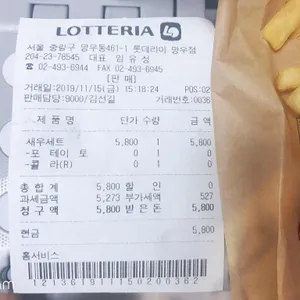 LOTTERIA
서울 중랑구 망우동461-1 롯데리아 망우점
204-23-78545 대표 임유정
☎ 02-493-6944 FAX 02-493-6945
[판 매]
거래일:2019/11/15(금) 15:18:24 POS:02
판매담당:9000/김선길 거래번호:0036
제 품 명 단가 수량 금 액
새우세트 5,800 1 5,800
-포 테 이 토 0 1 0
-콜 라(R) 0 1 0
총 합 계 5,800 할 인 0
과세금액 5,273 부가세액 527
청 구 액 5,800 받 은 돈 5,800
현금 5,800
홈서비스
1213619111502003­62